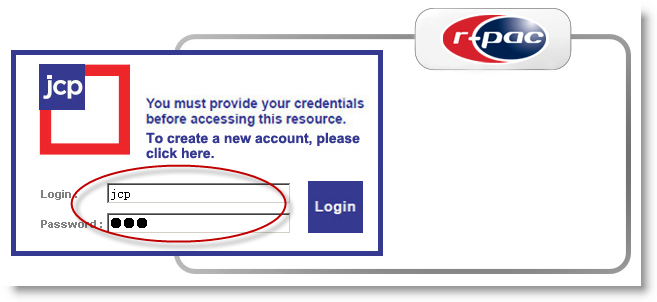 r-pac
jcp
You must provide your credentials
before accessing this resource.
To create a new account, please
click here.
Login : jcp
Password : ●●●
Login